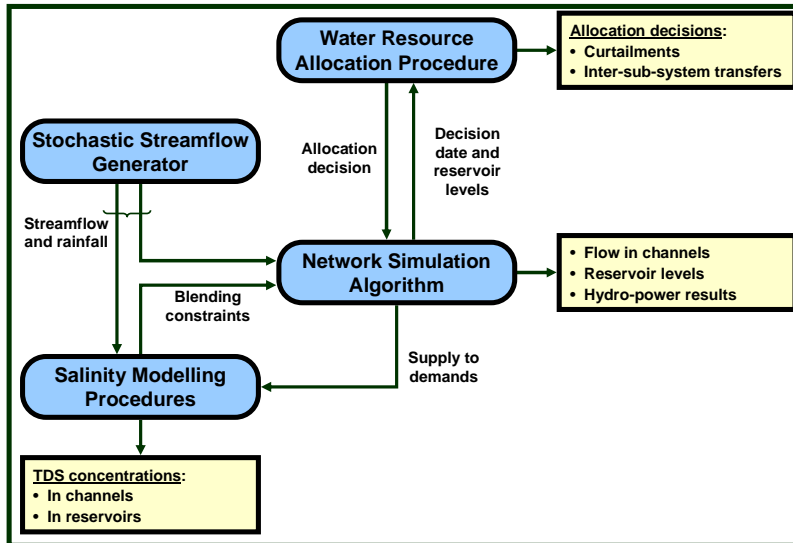 Water Resource
Allocation Procedure
Allocation decisions:
• Curtailments
• Inter-sub-system transfers
Stochastic Streamflow
Generator
Allocation
decision
Decision
date and
reservoir
levels
Streamflow
and rainfall
Network Simulation
Algorithm
• Flow in channels
• Reservoir levels
• Hydro-power results
Blending
constraints
Supply to
demands
Salinity Modelling
Procedures
TDS concentrations:
• In channels
• In reservoirs